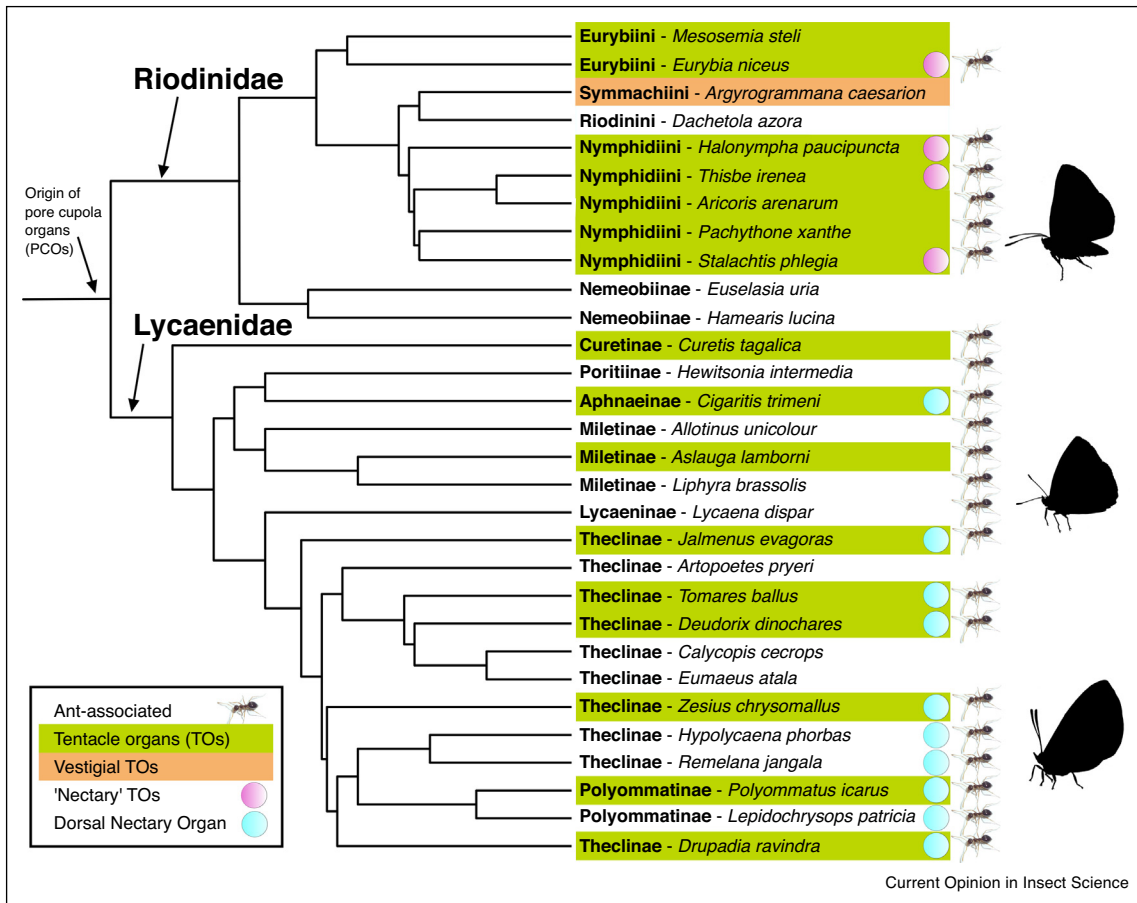 Riodinidae
Origin of
pore cupola
organs
(PCOs)
Lycaenidae
Eurybiini - Mesosemia steli
Eurybiini - Eurybia niceus
Symmachiini - Argyrogrammana caesarion
Riodinini - Dachetola azora
Nymphidiini - Halonympha paucipuncta
Nymphidiini - Thisbe irenea
Nymphidiini - Aricoris arenarum
Nymphidiini - Pachythone xanthe
Nymphidiini - Stalachtis phlegia
Nemeobiinae - Euselasia uria
Nemeobiinae - Hamearis lucina
Curetinae - Curetis tagalica
Poritiinae - Hewitsonia intermedia
Aphnaeinae - Cigaritis trimeni
Miletinae - Allotinus unicolour
Miletinae - Aslauga lamborni
Miletinae - Liphyra brassolis
Lycaeninae - Lycaena dispar
Theclinae - Jalmenus evagoras
Theclinae - Artopoetes pryeri
Theclinae - Tomares ballus
Theclinae - Deudorix dinochares
Theclinae - Calycopis cecrops
Theclinae - Eumaeus atala
Theclinae - Zesius chrysomallus
Theclinae - Hypolycaena phorbas
Theclinae - Remelana jangala
Polyommatinae - Polyommatus icarus
Polyommatinae - Lepidochrysops patricia
Theclinae - Drupadia ravindra
Ant-associated
Tentacle organs (TOs)
Vestigial TOs
'Nectary' TOs
Dorsal Nectary Organ
Current Opinion in Insect Science